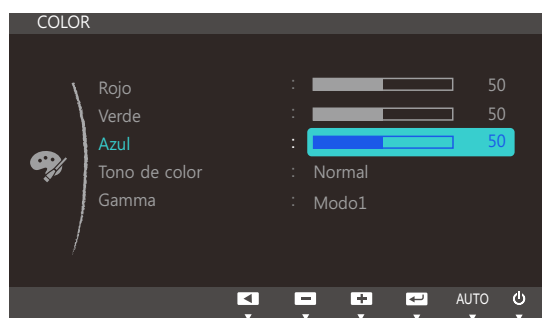 COLOR
Rojo : 50
Verde : 50
Azul : 50
Tono de color : Normal
Gamma : Modo1
AUTO